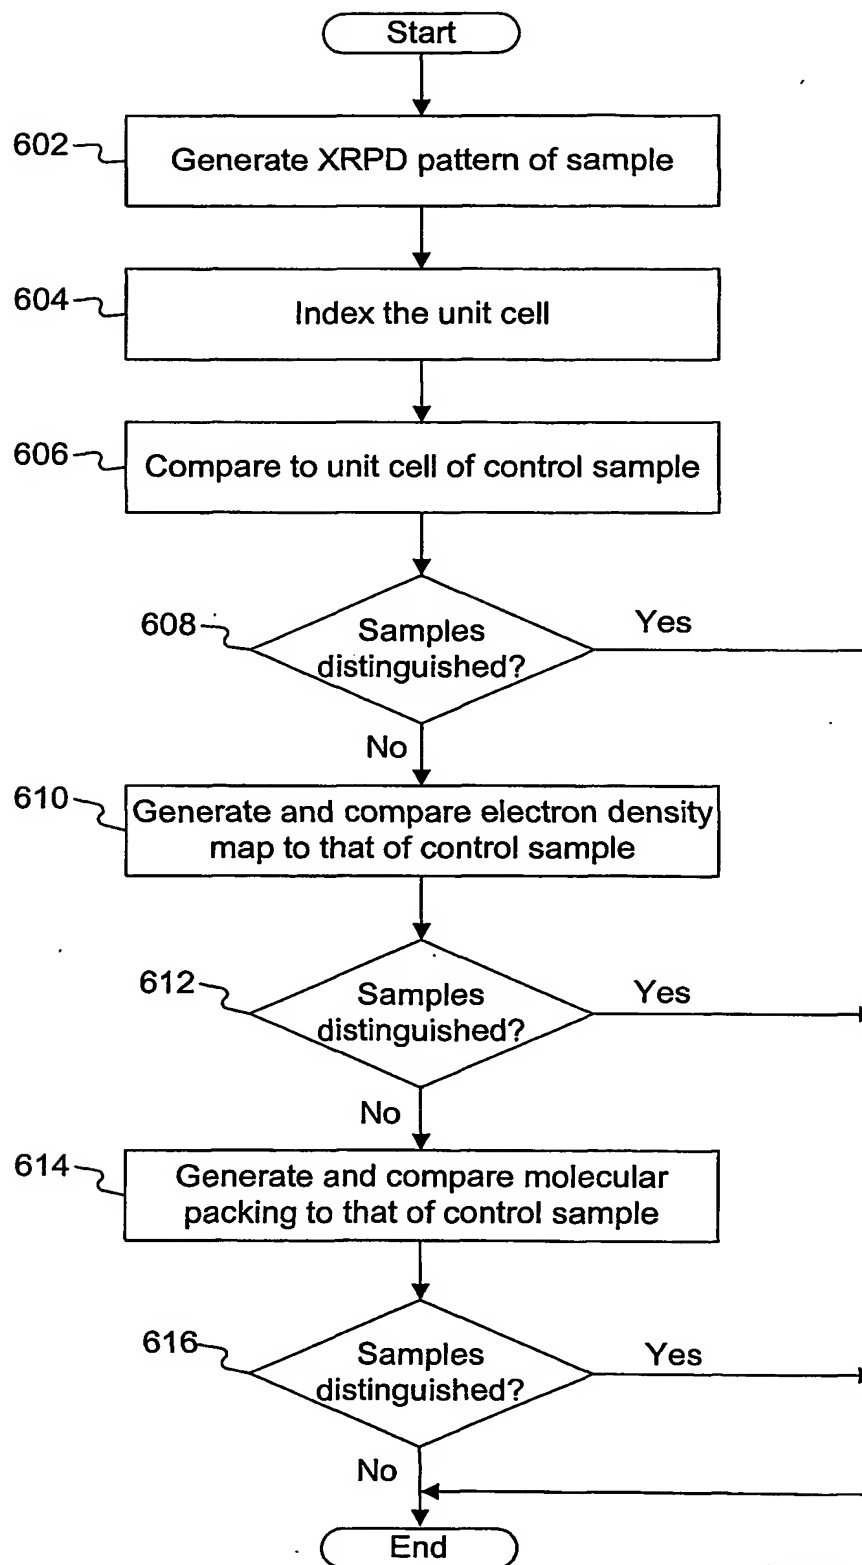 Start
602
Generate XRPD pattern of sample
604
Index the unit cell
606
Compare to unit cell of control sample
608
Samples
distinguished?
Yes
No
610
Generate and compare electron density
map to that of control sample
612
Samples
distinguished?
Yes
No
614
Generate and compare molecular
packing to that of control sample
616
Samples
distinguished?
Yes
No
End